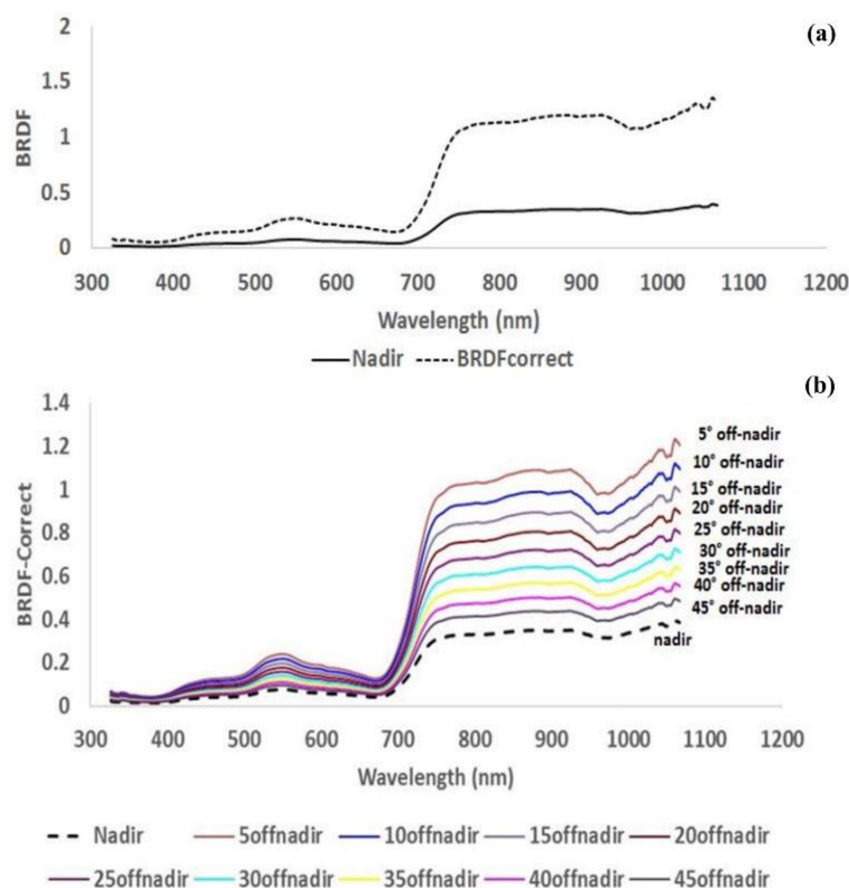 (a)
2
1.5
1
0.5
0
BRDF
300 400 500 600 700 800 900 1000 1100 1200
Wavelength (nm)
Nadir BRDFcorrect
(b)
1.4
1.2
1
0.8
0.6
0.4
0.2
0
BRDF-Correct
5° off-nadir
10° off-nadir
15° off-nadir
20° off-nadir
25° off-nadir
30° off-nadir
35° off-nadir
40° off-nadir
45° off-nadir
nadir
300 400 500 600 700 800 900 1000 1100 1200
Wavelength (nm)
Nadir 5offnadir 10offnadir 15offnadir 20offnadir
25offnadir 30offnadir 35offnadir 40offnadir 45offnadir